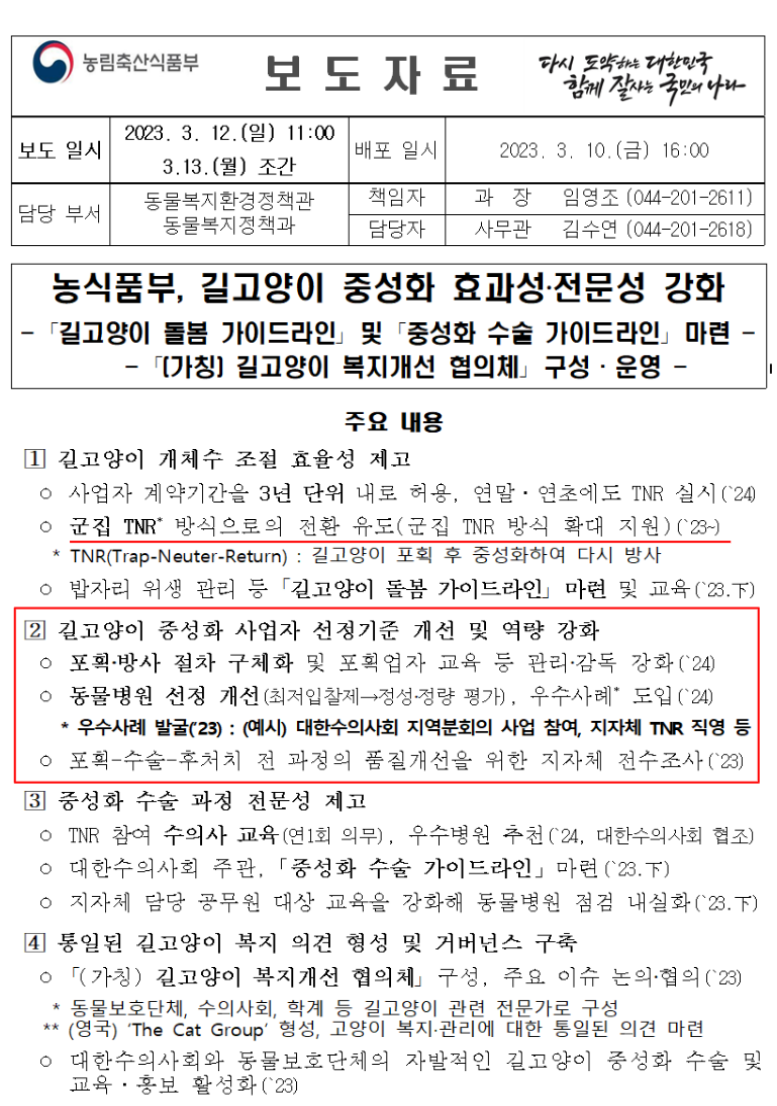 농림축산식품부
보 도 자 료
다시 도약하는 대한민국
함께 잘사는 국민의 나라
보도 일시
2023. 3. 12.(일) 11:00
3.13.(월) 조간
배포 일시
2023. 3. 10.(금) 16:00
담당 부서
동물복지환경정책관
동물복지정책과
책임자
과 장 임영조 (044-201-2611)
담당자
사무관 김수연 (044-201-2618)
농식품부, 길고양이 중성화 효과성·전문성 강화
-「길고양이 돌봄 가이드라인」및「중성화 수술 가이드라인」마련 -
-「(가칭) 길고양이 복지개선 협의체」구성·운영 -
주요 내용
1 길고양이 개체수 조절 효율성 제고
○ 사업자 계약기간을 3년 단위 내로 허용, 연말·연초에도 TNR 실시(`24)
○ 군집 TNR* 방식으로의 전환 유도(군집 TNR 방식 확대 지원)(`23~)
* TNR(Trap-Neuter-Return) : 길고양이 포획 후 중성화하여 다시 방사
○ 밥자리 위생 관리 등「길고양이 돌봄 가이드라인」마련 및 교육(`23.下)
2 길고양이 중성화 사업자 선정기준 개선 및 역량 강화
○ 포획·방사 절차 구체화 및 포획업자 교육 등 관리·감독 강화(`24)
○ 동물병원 선정 개선(최저입찰제→정성·정량 평가), 우수사례* 도입(`24)
* 우수사례 발굴(`23) : (예시) 대한수의사회 지역분회의 사업 참여, 지자체 TNR 직영 등
○ 포획-수술-후처치 전 과정의 품질개선을 위한 지자체 전수조사(`23)
3 중성화 수술 과정 전문성 제고
○ TNR 참여 수의사 교육(연1회 의무), 우수병원 추천(`24, 대한수의사회 협조)
○ 대한수의사회 주관,「중성화 수술 가이드라인」마련(`23.下)
○ 지자체 담당 공무원 대상 교육을 강화해 동물병원 점검 내실화(`23.下)
4 통일된 길고양이 복지 의견 형성 및 거버넌스 구축
○「(가칭) 길고양이 복지개선 협의체」구성, 주요 이슈 논의·협의(`23)
* 동물보호단체, 수의사회, 학계 등 길고양이 관련 전문가로 구성
** (영국) ‘The Cat Group’ 형성, 고양이 복지·관리에 대한 통일된 의견 마련
○ 대한수의사회와 동물보호단체의 자발적인 길고양이 중성화 수술 및
교육·홍보 활성화(`23)